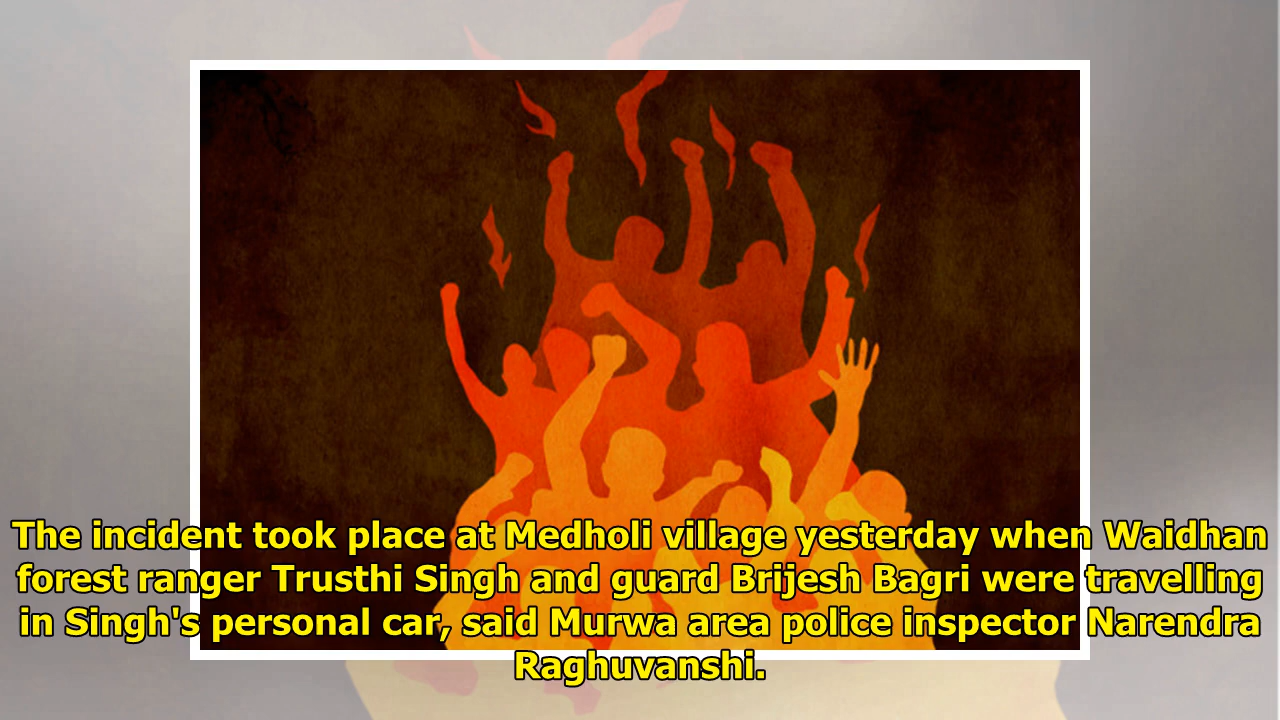 The incident took place at Medholi village yesterday when Waidhan
forest ranger Trusthi Singh and guard Brijesh Bagri were travelling
in Singh's personal car, said Murwa area police inspector Narendra
Raghuvanshi.